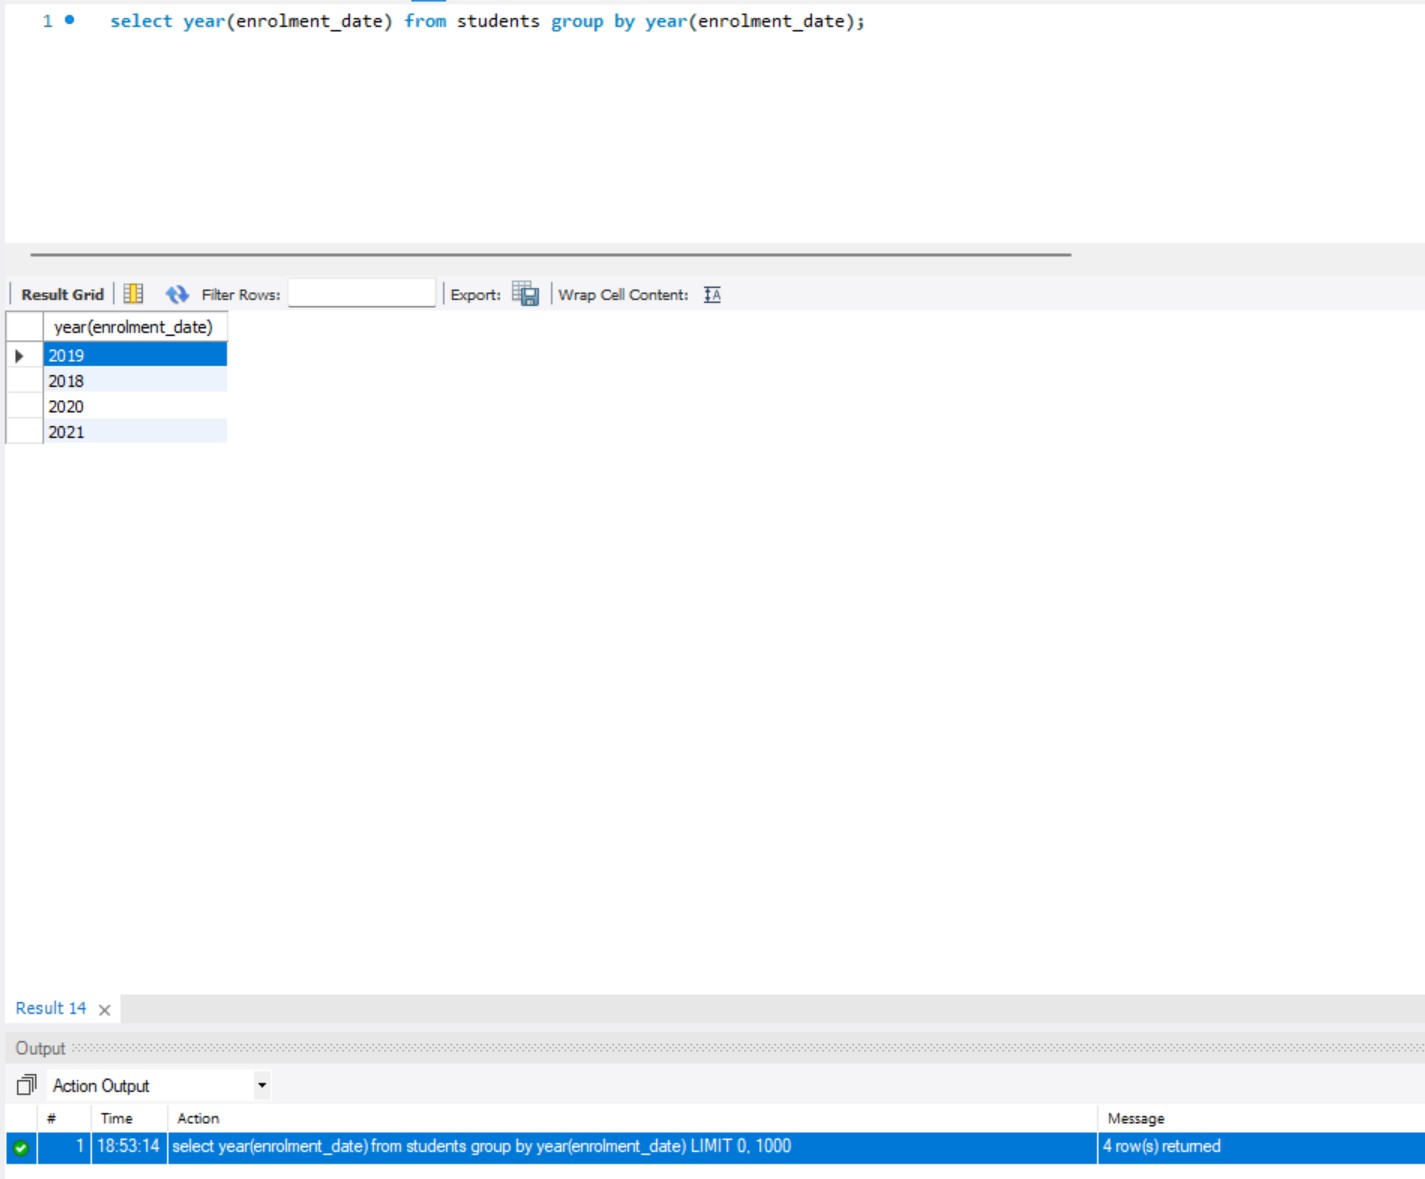 1 select year(enrolment_date) from students group by year(enrolment_date);
Result Grid Filter Rows: Export: Wrap Cell Content:
year(enrolment_date)
2019
2018
2020
2021
Result 14
Output
Action Output
# Time Action Message
1 18:53:14 select year(enrolment_date) from students group by year(enrolment_date) LIMIT 0, 1000 4 row(s) returned